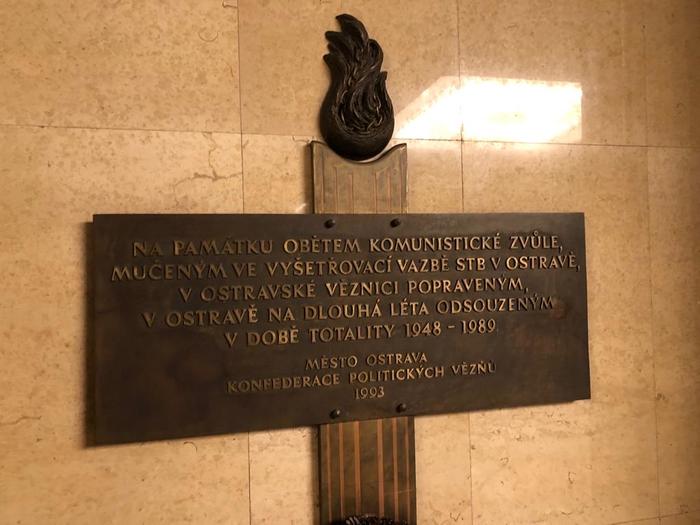 NA PAMÁTKU OBĚTEM KOMUNISTICKÉ ZVŮLE,
MUČENÝM VE VYŠETŘOVACÍ VAZBĚ STB V OSTRAVĚ,
V OSTRAVSKÉ VĚZNICI POPRAVENÝM,
V OSTRAVĚ NA DLOUHÁ LÉTA ODSOUZENÝM
V DOBĚ TOTALITY 1948 - 1989
MĚSTO OSTRAVA
KONFEDERACE POLITICKÝCH VĚZŇŮ
1993